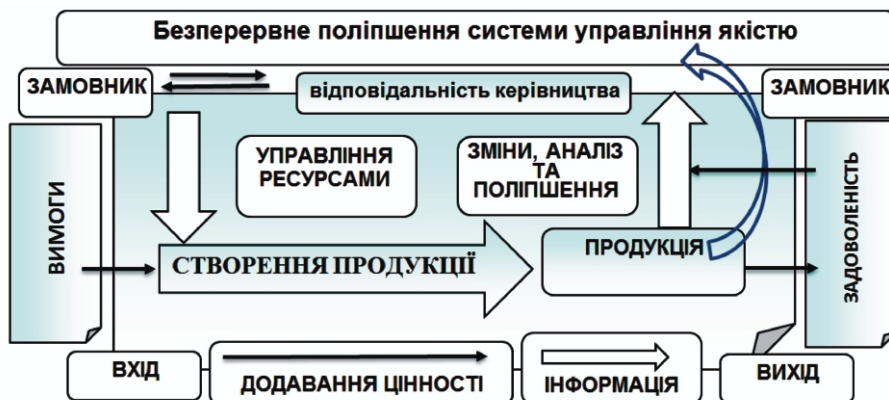 Безперервне поліпшення системи управління якістю
ЗАМОВНИК
відповідальність керівництва
ЗАМОВНИК
ВИМОГИ
УПРАВЛІННЯ
РЕСУРСАМИ
ЗМІНИ, АНАЛІЗ
ТА
ПОЛІПШЕННЯ
СТВОРЕННЯ ПРОДУКЦІЇ
ПРОДУКЦІЯ
ЗАДОВОЛЕНІСТЬ
ВХІД
ДОДАВАННЯ ЦІННОСТІ
ІНФОРМАЦІЯ
ВИХІД